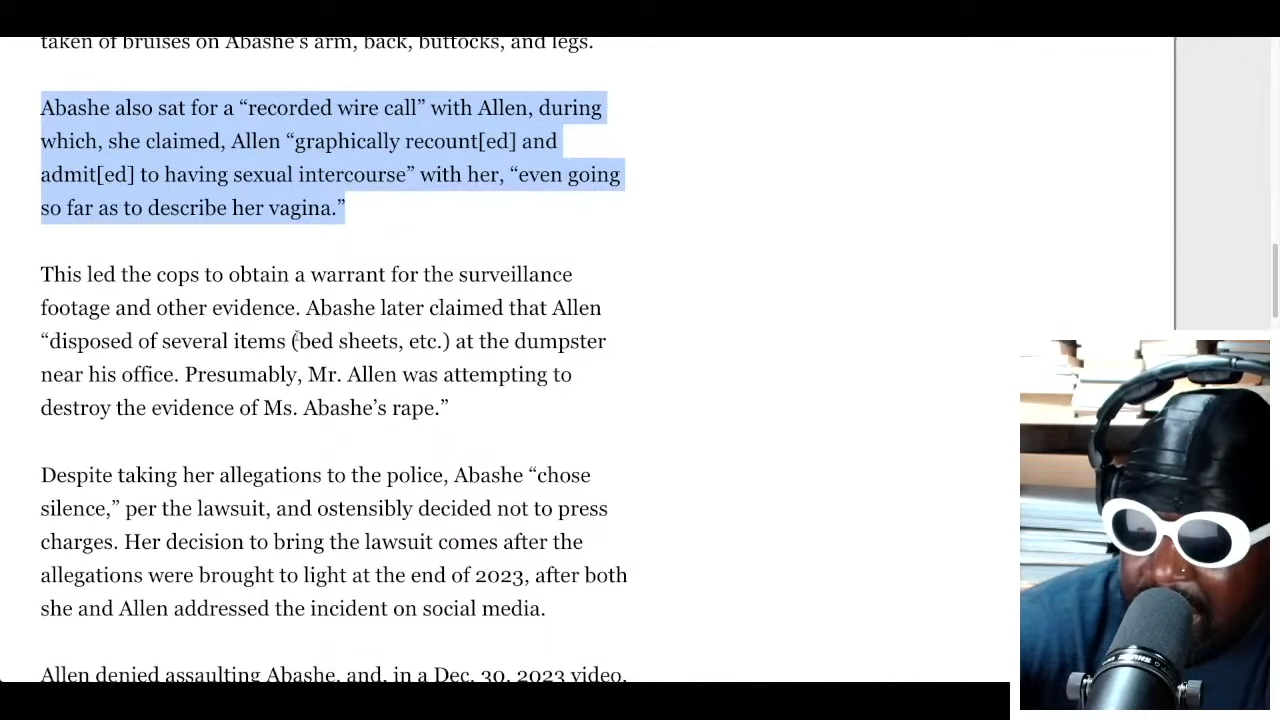 taken of bruises on Abashe's arm, back, buttocks, and legs.
Abashe also sat for a “recorded wire call” with Allen, during
which, she claimed, Allen “graphically recount[ed] and
admit[ed] to having sexual intercourse” with her, “even going
so far as to describe her vagina.”
This led the cops to obtain a warrant for the surveillance
footage and other evidence. Abashe later claimed that Allen
“disposed of several items (bed sheets, etc.) at the dumpster
near his office. Presumably, Mr. Allen was attempting to
destroy the evidence of Ms. Abashe’s rape.”
Despite taking her allegations to the police, Abashe “chose
silence,” per the lawsuit, and ostensibly decided not to press
charges. Her decision to bring the lawsuit comes after the
allegations were brought to light at the end of 2023, after both
she and Allen addressed the incident on social media.
Allen denied assaulting Abashe, and, in a Dec. 30, 2023 video,